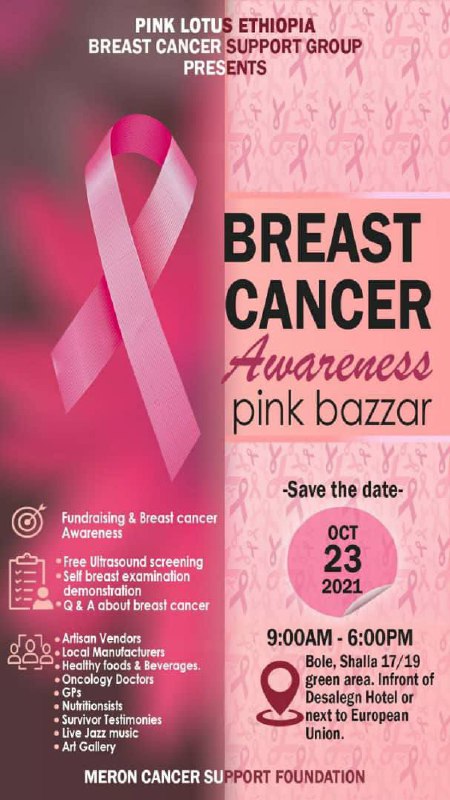 PINK LOTUS ETHIOPIA
BREAST CANCER SUPPORT GROUP
PRESENTS
BREAST
CANCER
Awareness
pink bazzar
-Save the date-
OCT
23
2021
9:00AM - 6:00PM
Bole, Shalla 17/19
green area. Infront of
Desalegn Hotel or
next to European
Union.
Fundraising & Breast cancer
Awareness
• Free Ultrasound screening
• Self breast examination
demonstration
• Q & A about breast cancer
• Artisan Vendors
• Local Manufacturers
• Healthy foods & Beverages.
• Oncology Doctors
• GPs
• Nutritionsists
• Survivor Testimonies
• Live Jazz music
• Art Gallery
MERON CANCER SUPPORT FOUNDATION